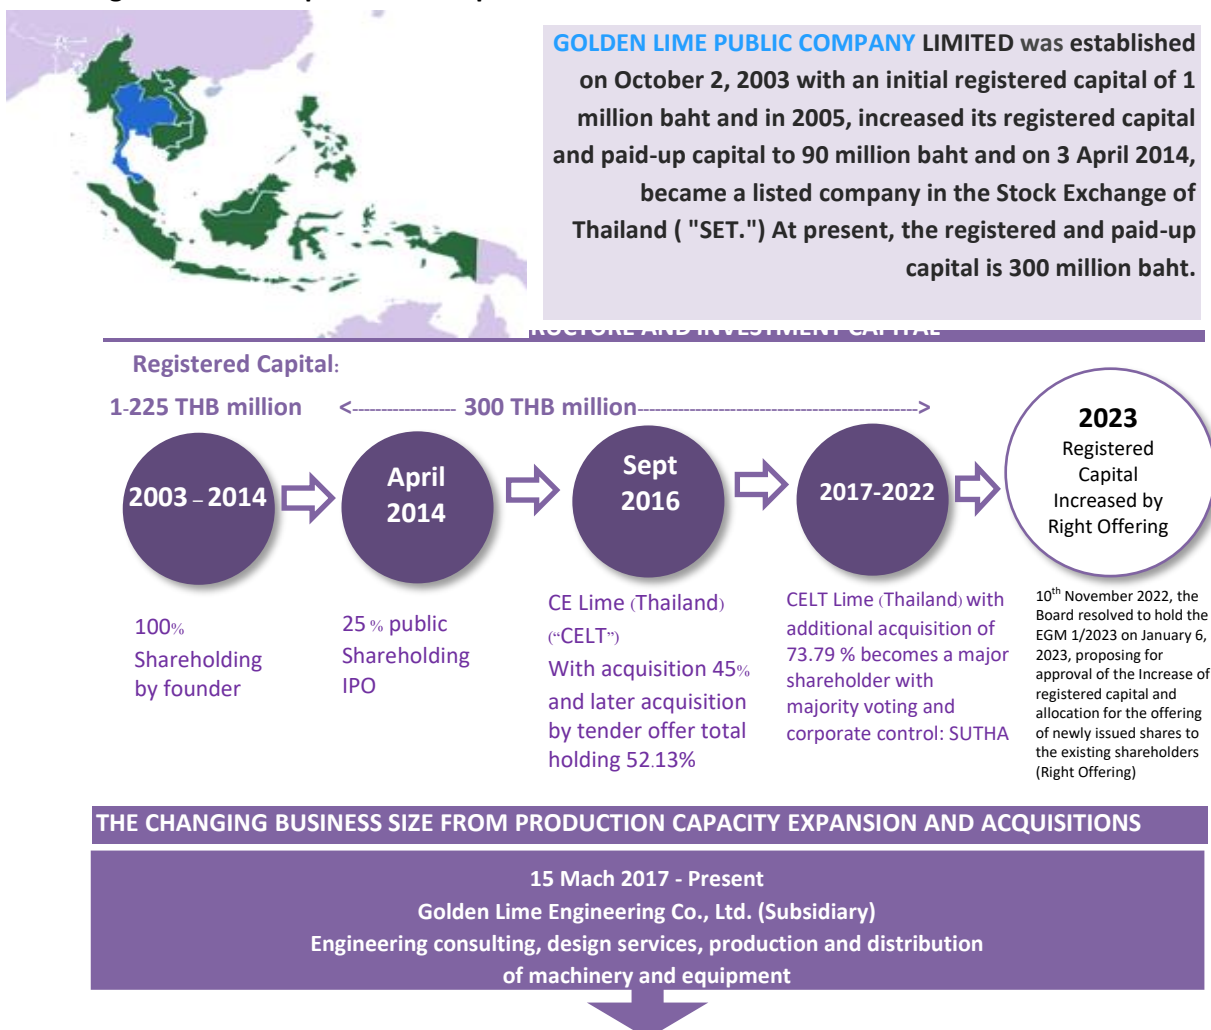 GOLDEN LIME PUBLIC COMPANY LIMITED was established
on October 2, 2003 with an initial registered capital of 1
million baht and in 2005, increased its registered capital
and paid-up capital to 90 million baht and on 3 April 2014,
became a listed company in the Stock Exchange of
Thailand ( "SET.") At present, the registered and paid-up
capital is 300 million baht.
AND INVESTMENT CAPITAL
Registered Capital:
1-225 THB million <------------------ 300 THB million------------------------------------------------>
2003 – 2014
April
2014
Sept
2016
2017-2022
2023
Registered
Capital
Increased by
Right Offering
100%
Shareholding
by founder
25 % public
Shareholding
IPO
CE Lime (Thailand)
(“CELT”)
With acquisition 45%
and later acquisition
by tender offer total
holding 52.13%
CELT Lime (Thailand) with
additional acquisition of
73.79 % becomes a major
shareholder with
majority voting and
corporate control: SUTHA
10th November 2022, the
Board resolved to hold the
EGM 1/2023 on January 6,
2023, proposing for
approval of the Increase of
registered capital and
allocation for the offering
of newly issued shares to
the existing shareholders
(Right Offering)
THE CHANGING BUSINESS SIZE FROM PRODUCTION CAPACITY EXPANSION AND ACQUISITIONS
15 Mach 2017 - Present
Golden Lime Engineering Co., Ltd. (Subsidiary)
Engineering consulting, design services, production and distribution
of machinery and equipment